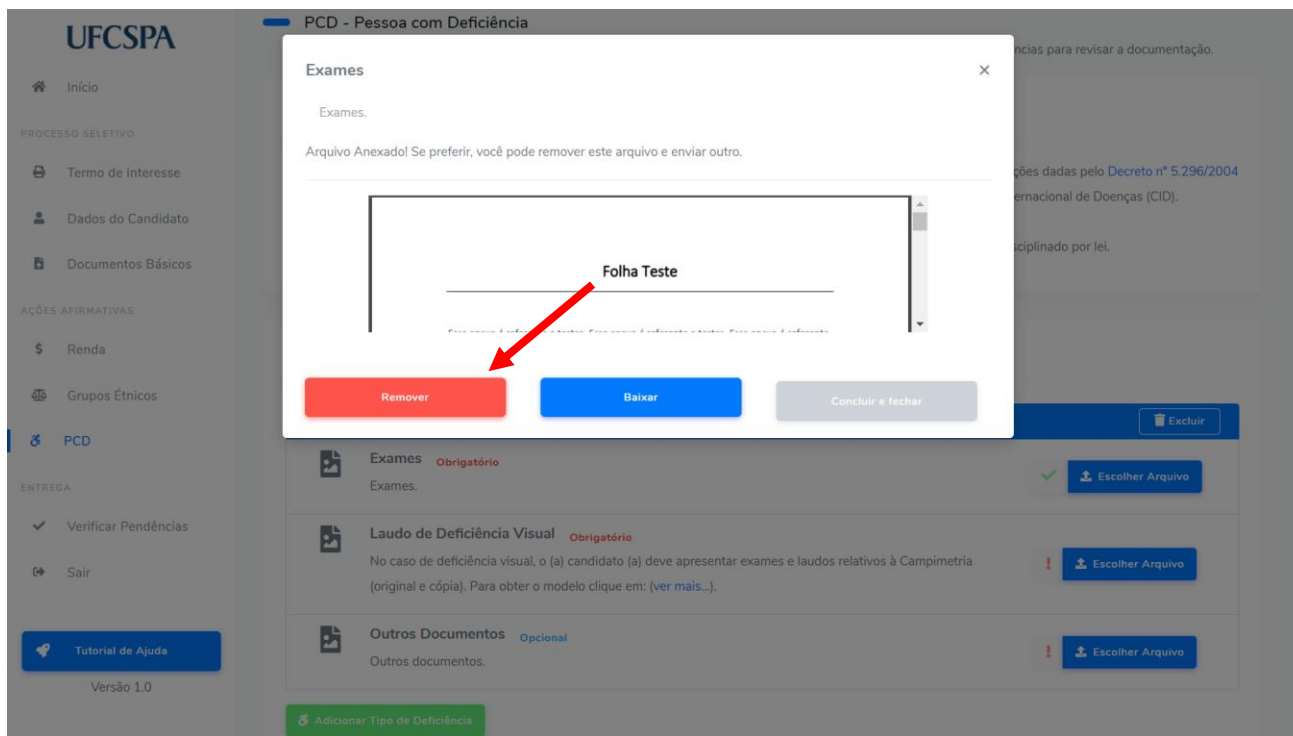 UFCSPA
Início
PROCESSO SELETIVO
Termo de Interesse
Dados do Candidato
Documentos Básicos
AÇÕES AFIRMATIVAS
$ Renda
Grupos Étnicos
PCD
ENTREGA
Verificar Pendências
Sair
Tutorial de Ajuda
Versão 1.0
PCD - Pessoa com Deficiência
ncias para revisar a documentação.
ções dadas pelo Decreto n° 5.296/2004
ernacional de Doenças (CID).
sciplinado por lei.
Exames ×
Exames.
Arquivo Anexado! Se preferir, você pode remover este arquivo e enviar outro.
Folha Teste
Remover Baixar Concluir e fechar
Excluir
Exames Obrigatório
Exames.
Escolher Arquivo
Laudo de Deficiência Visual Obrigatório
No caso de deficiência visual, o (a) candidato (a) deve apresentar exames e laudos relativos à Campimetria
(original e cópia). Para obter o modelo clique em: (ver mais...).
! Escolher Arquivo
Outros Documentos Opcional
Outros documentos.
! Escolher Arquivo
Adicionar Tipo de Deficiência